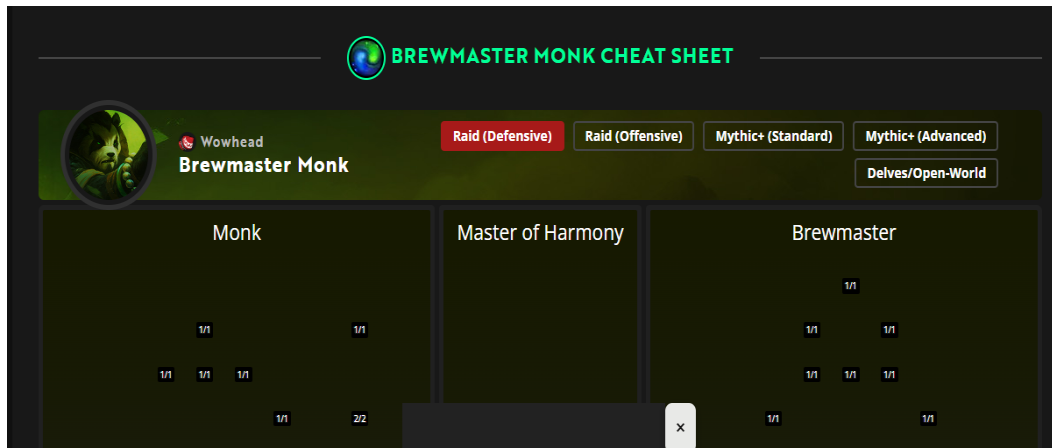 BREWMASTER MONK CHEAT SHEET
Wowhead
Brewmaster Monk
Raid (Defensive) Raid (Offensive) Mythic+ (Standard) Mythic+ (Advanced)
Delves/Open-World
Monk Master of Harmony Brewmaster
1/1
1/1 1/1 1/1 1/1
1/1 1/1 1/1 1/1 1/1 1/1
1/1 2/2 1/1 1/1
×